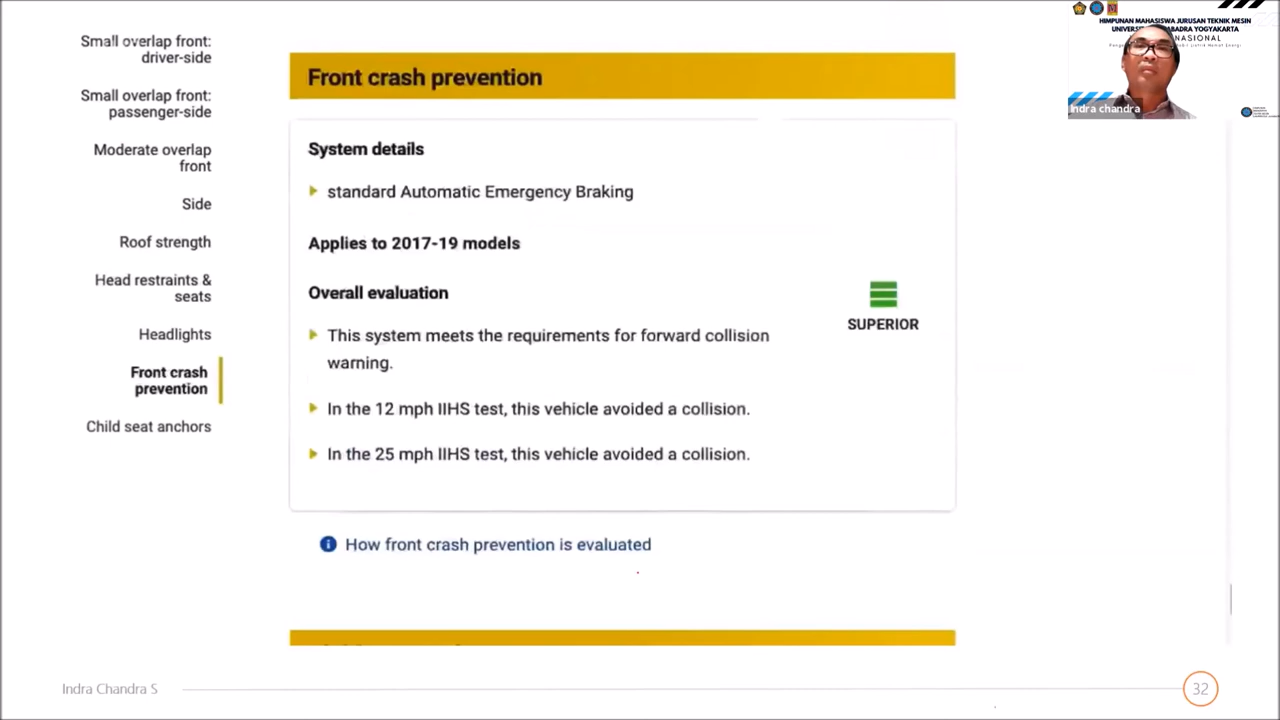 Small overlap front:
driver-side
Small overlap front:
passenger-side
Moderate overlap
front
Side
Roof strength
Head restraints &
seats
Headlights
Front crash
prevention
Child seat anchors
Front crash prevention
System details
standard Automatic Emergency Braking
Applies to 2017-19 models
Overall evaluation
This system meets the requirements for forward collision
warning.
In the 12 mph IIHS test, this vehicle avoided a collision.
In the 25 mph IIHS test, this vehicle avoided a collision.
SUPERIOR
How front crash prevention is evaluated
HIMPUNAN MAHASISWA JURUSAN TEKNIK MESIN
ABADRA YOGYAKARTA
NASIONAL
Indra chandra
Indra Chandra S
32